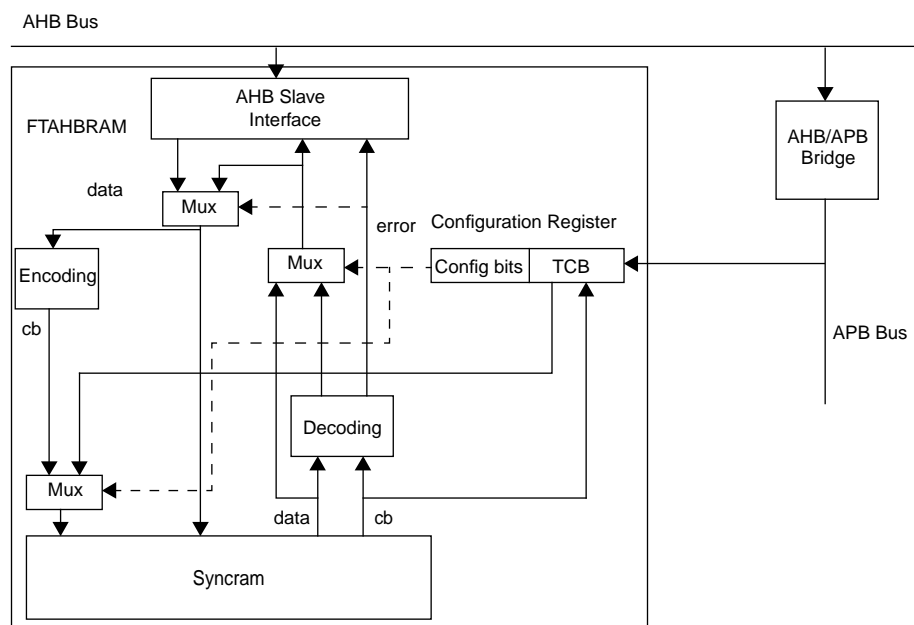 AHB Bus
AHB Slave
Interface
FTAHBRAM
AHB/APB
Bridge
data
Mux
error
Configuration Register
Mux
Config bits
TCB
Encoding
cb
APB Bus
Decoding
Mux
data
cb
Syncram